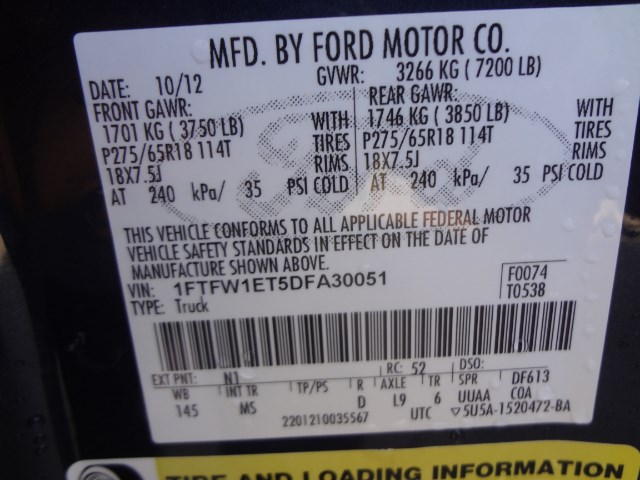 MFD. BY FORD MOTOR CO.
DATE: 10/12 GVWR: 3266 KG ( 7200 LB)
FRONT GAWR: REAR GAWR:
1701 KG ( 3750 LB) WITH 1746 KG ( 3850 LB) WITH
P275/65R18 114T TIRES P275/65R18 114T TIRES
18X7.5J RIMS 18X7.5J RIMS
AT 240 kPa/ 35 PSI COLD AT 240 kPa/ 35 PSI COLD
THIS VEHICLE CONFORMS TO ALL APPLICABLE FEDERAL MOTOR
VEHICLE SAFETY STANDARDS IN EFFECT ON THE DATE OF
MANUFACTURE SHOWN ABOVE.
VIN: 1FTFW1ET5DFA30051 F0074
TYPE: Truck T0538
EXT PNT: N1 RC: 52 DSO:
WB INT TR TP/PS R AXLE TR SPR DF613
145 MS D L9 6 UUAA COA
2201210035567 UTC ▽5U5A-1520472-BA
TIRE AND LOADING INFORMATION